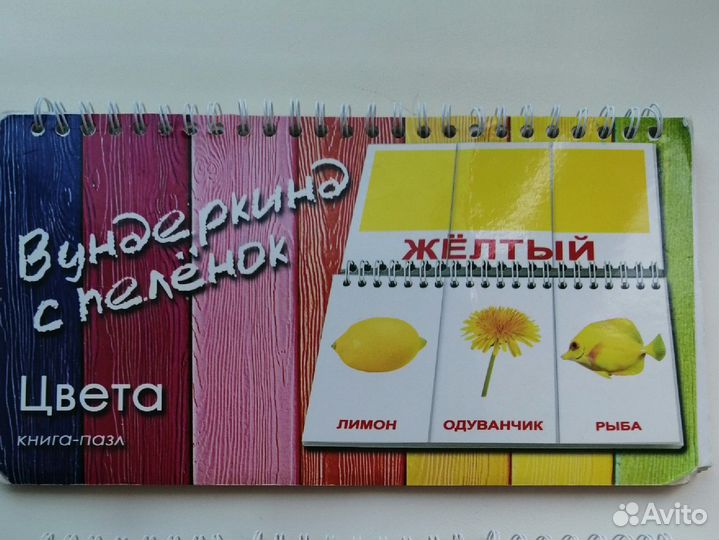 Вундеркинд
с пелёнок
Цвета
книга-пазл
ЖЁЛТЫЙ
ЛИМОН
ОДУВАНЧИК
РЫБА
Avito